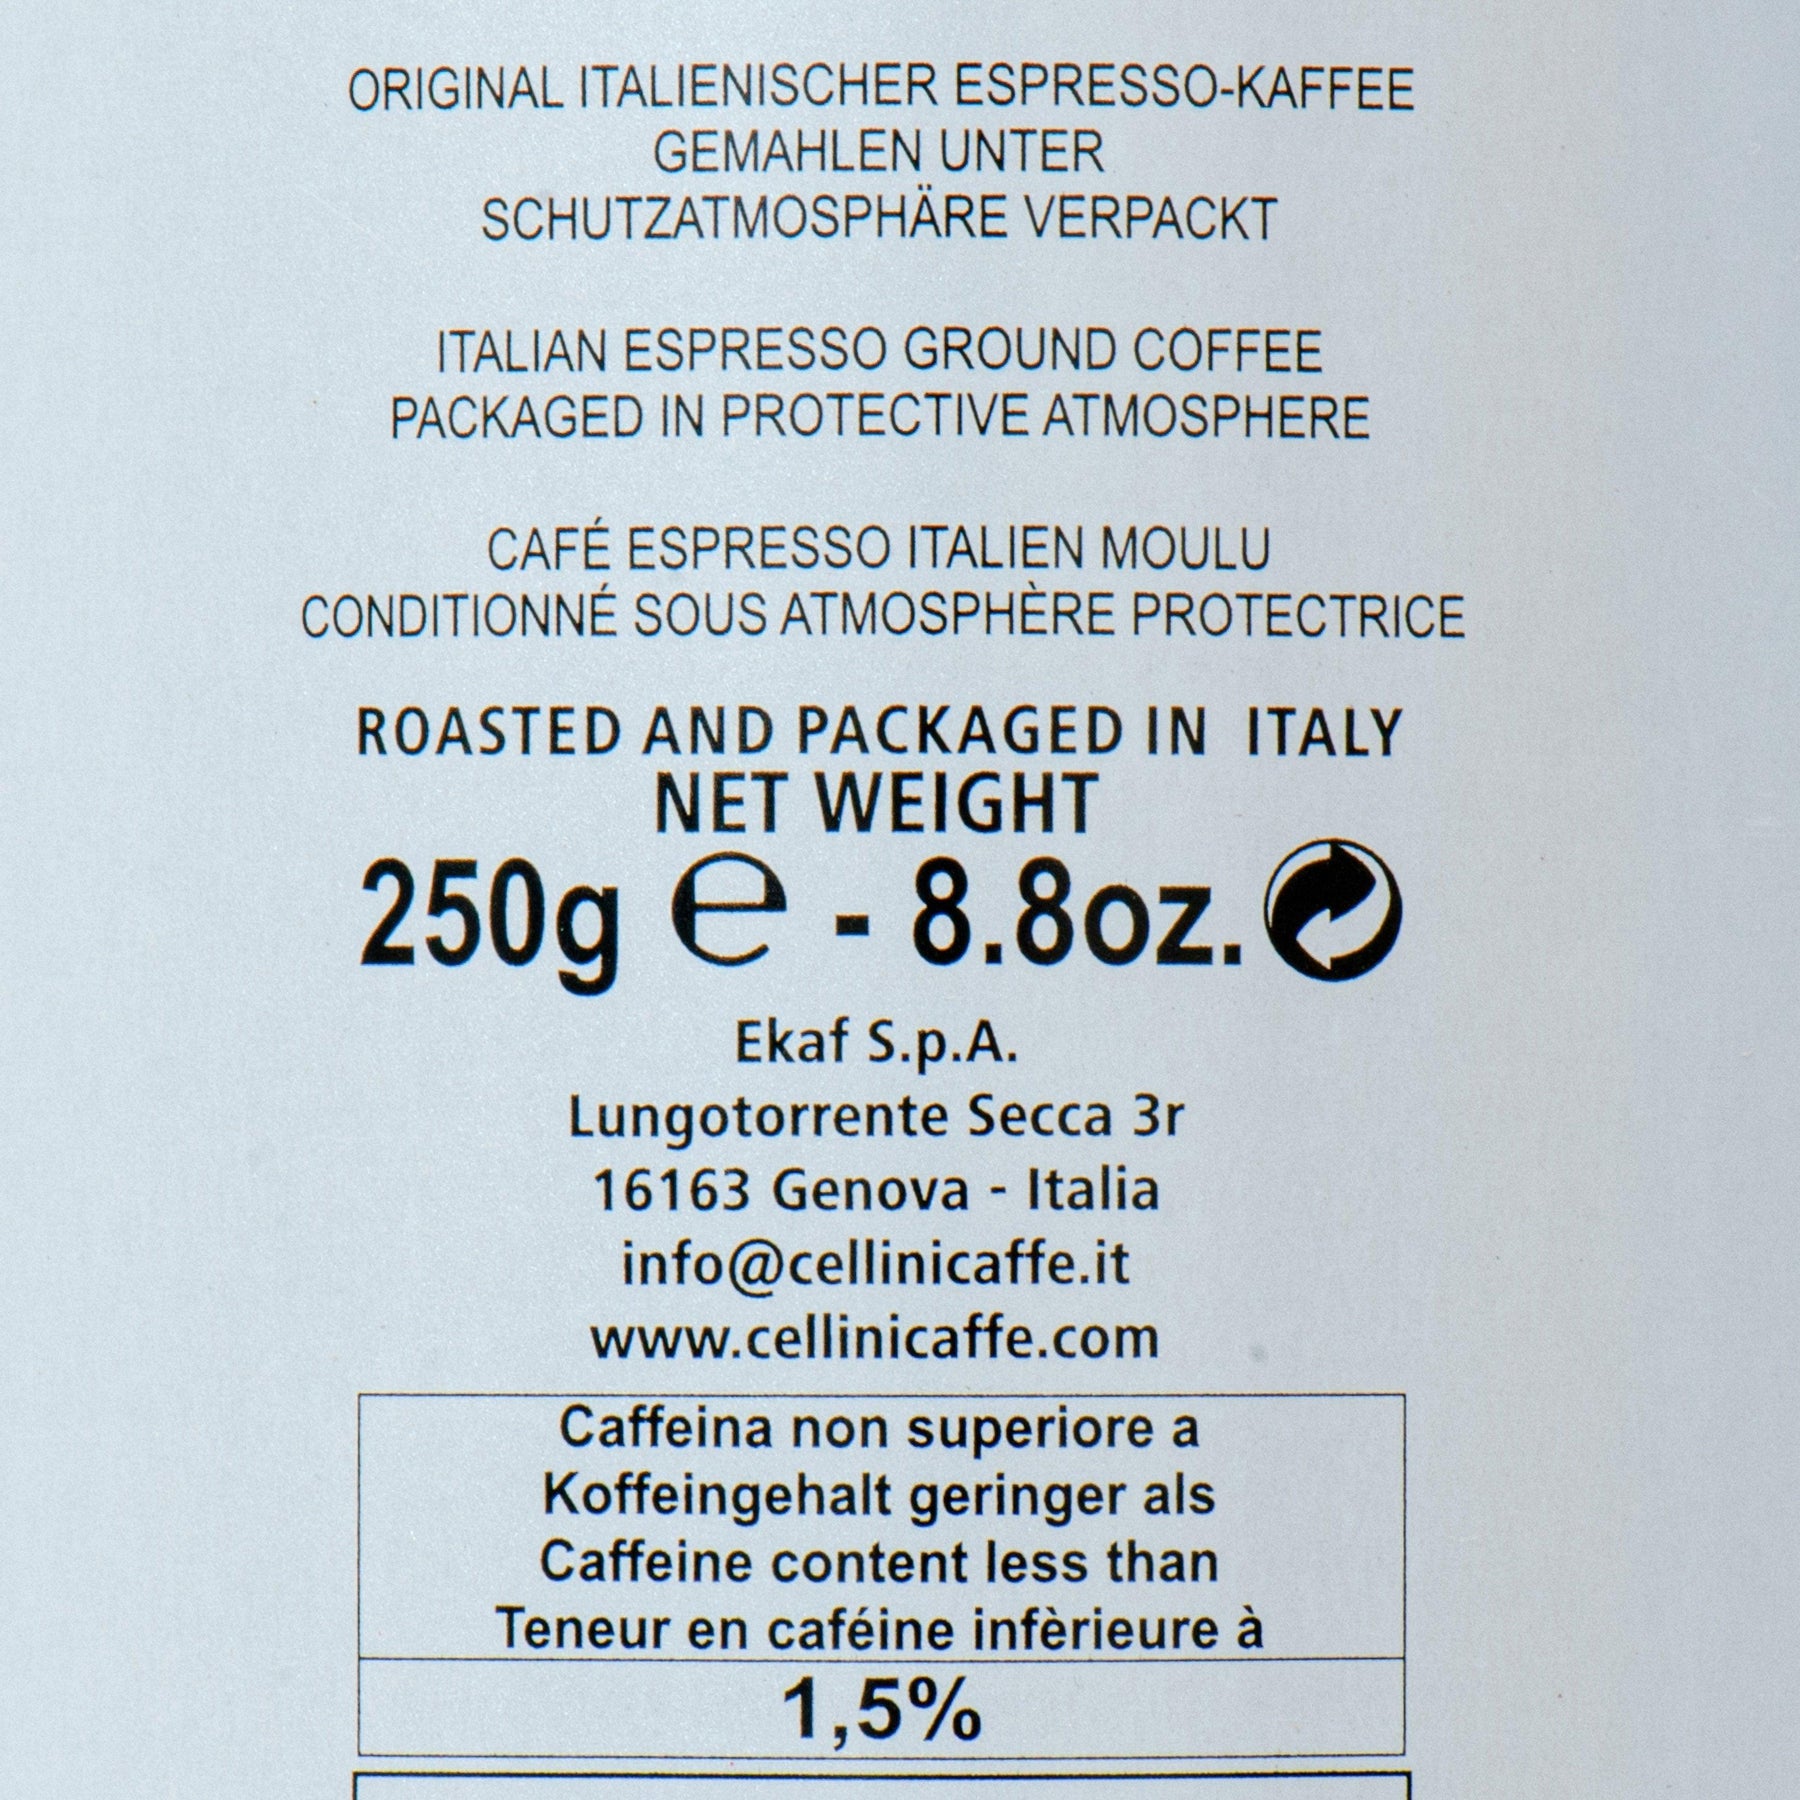 ORIGINAL ITALIENISCHER ESPRESSO-KAFFEE
GEMAHLEN UNTER
SCHUTZATMOSPHÄRE VERPACKT
ITALIAN ESPRESSO GROUND COFFEE
PACKAGED IN PROTECTIVE ATMOSPHERE
CAFÉ ESPRESSO ITALIEN MOULU
CONDITIONNÉ SOUS ATMOSPHÈRE PROTECTRICE
ROASTED AND PACKAGED IN ITALY
NET WEIGHT
250g ℮ - 8.8oz.
Ekaf S.p.A.
Lungotorrente Secca 3r
16163 Genova - Italia
info@cellinicaffe.it
www.cellinicaffe.com
Caffeina non superiore a
Koffeingehalt geringer als
Caffeine content less than
Teneur en caféine infèrieure à
1,5%